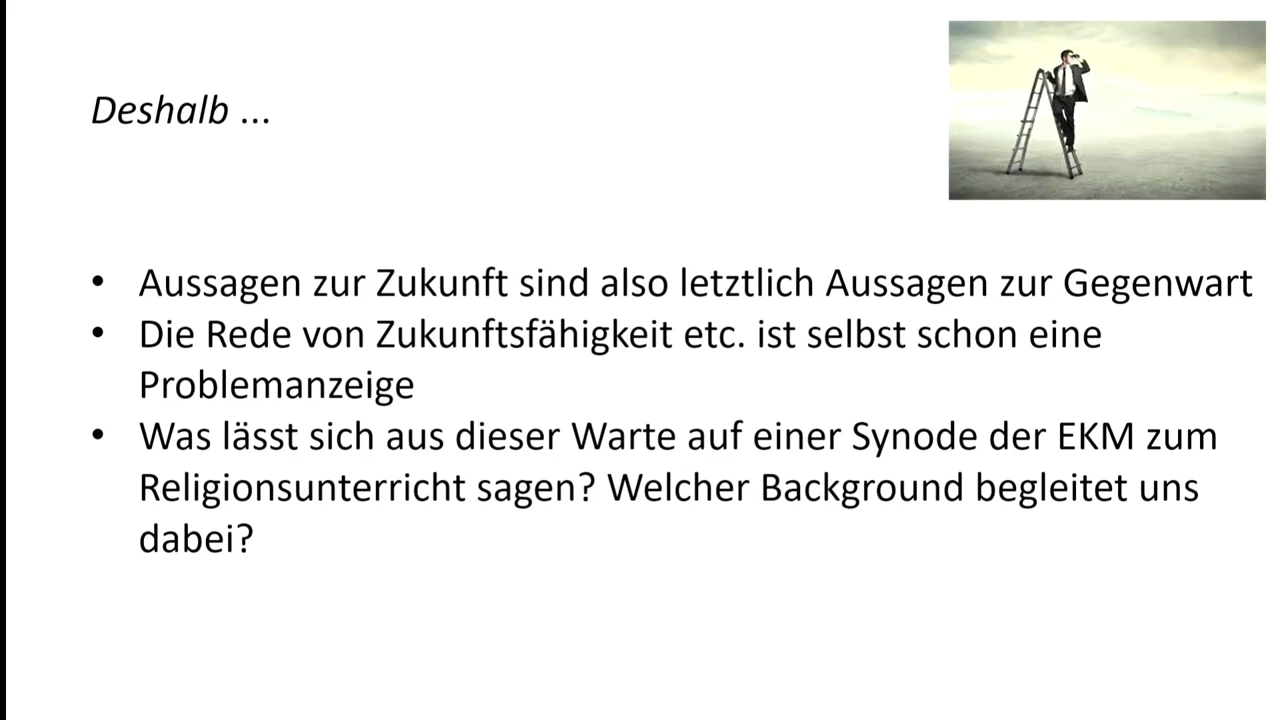 Deshalb ...
• Aussagen zur Zukunft sind also letztlich Aussagen zur Gegenwart
• Die Rede von Zukunftsfähigkeit etc. ist selbst schon eine
Problemanzeige
• Was lässt sich aus dieser Warte auf einer Synode der EKM zum
Religionsunterricht sagen? Welcher Background begleitet uns
dabei?